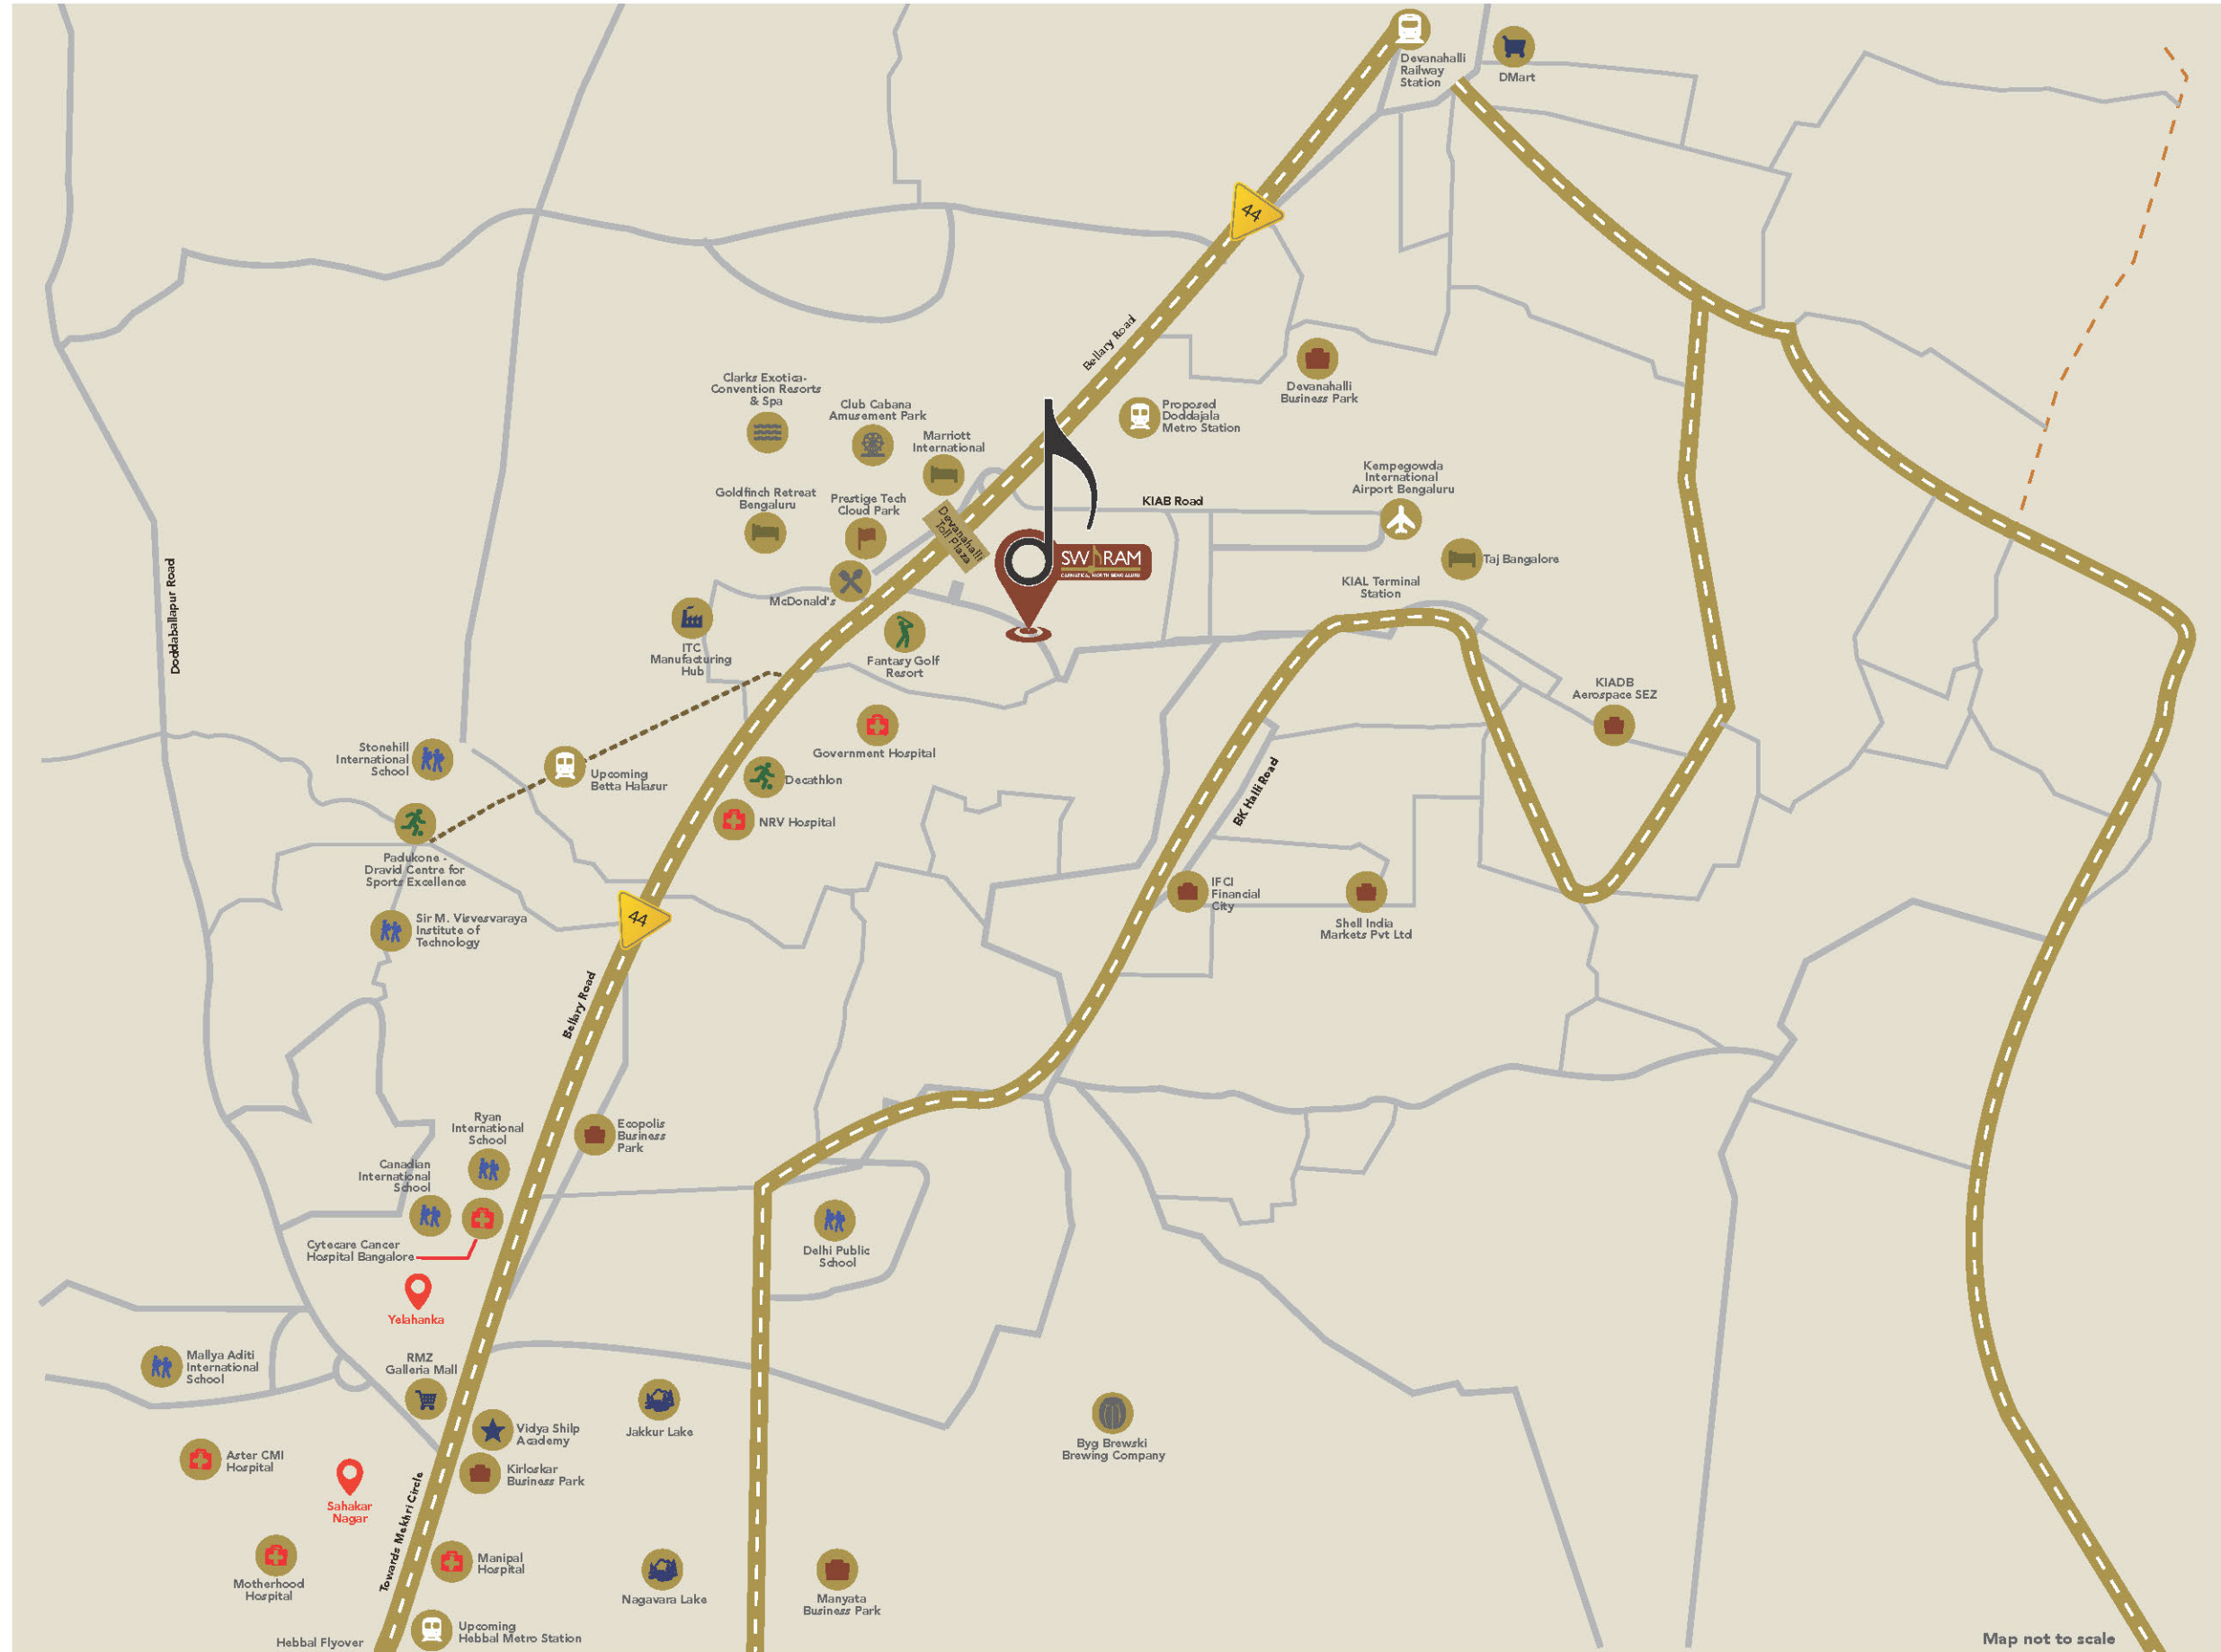 Devanahalli
Railway
Station
DMart
44
Bellary Road
Clarks Exotica-
Convention Resorts
& Spa
Club Cabana
Amusement Park
Marriott
International
Proposed
Doddajala
Metro Station
Devanahalli
Business Park
Goldfinch Retreat
Bengaluru
Prestige Tech
Cloud Park
Devanahalli
Toll Plaza
KIAB Road
Kempegowda
International
Airport Bengaluru
SWARAM
CARNATICA, NORTH BENGALURU
Taj Bangalore
KIAL Terminal
Station
McDonald's
ITC
Manufacturing
Hub
Fantasy Golf
Resort
KIADB
Aerospace SEZ
Doddaballapur Road
Government Hospital
Stonehill
International
School
Upcoming
Betta Halasur
Decathlon
NRV Hospital
BK Halli Road
Padukone -
Dravid Centre for
Sports Excellence
Sir M. Visvesvaraya
Institute of
Technology
44
IFCI
Financial
City
Shell India
Markets Pvt Ltd
Bellary Road
Ryan
International
School
Ecopolis
Business
Park
Canadian
International
School
Cytecare Cancer
Hospital Bangalore
Delhi Public
School
Yelahanka
Mallya Aditi
International
School
RMZ
Galleria Mall
Vidya Shilp
Academy
Jakkur Lake
Byg Brewski
Brewing Company
Aster CMI
Hospital
Kirloskar
Business Park
Sahakar
Nagar
Towards Mekhri Circle
Motherhood
Hospital
Manipal
Hospital
Nagavara Lake
Manyata
Business Park
Upcoming
Hebbal Metro Station
Hebbal Flyover
Map not to scale